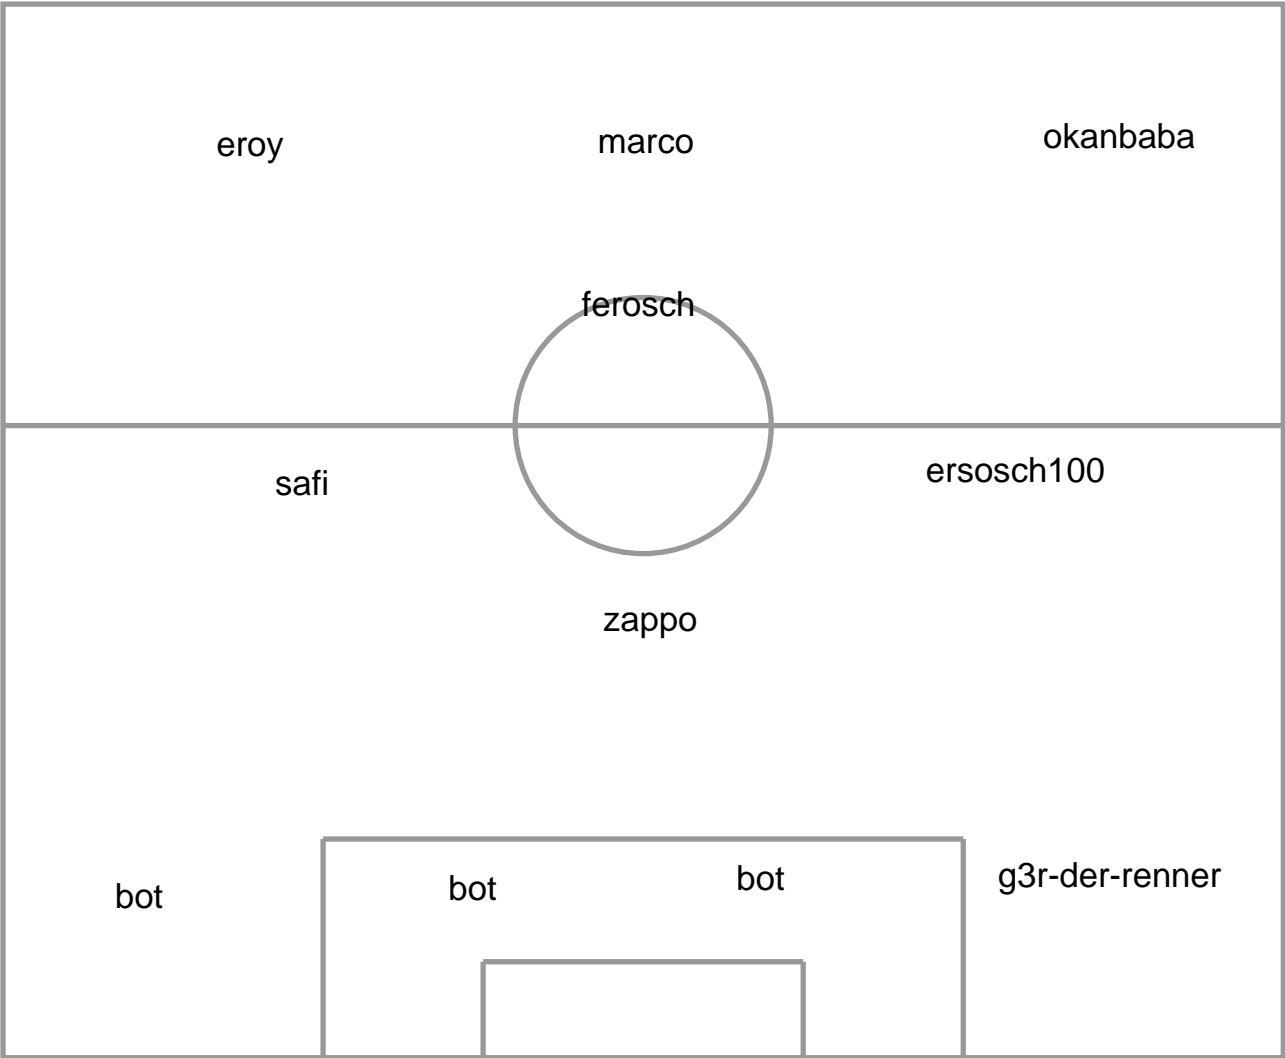 eroy
marco
okanbaba
ferosch
safi
ersosch100
zappo
bot
bot
bot
g3r-der-renner